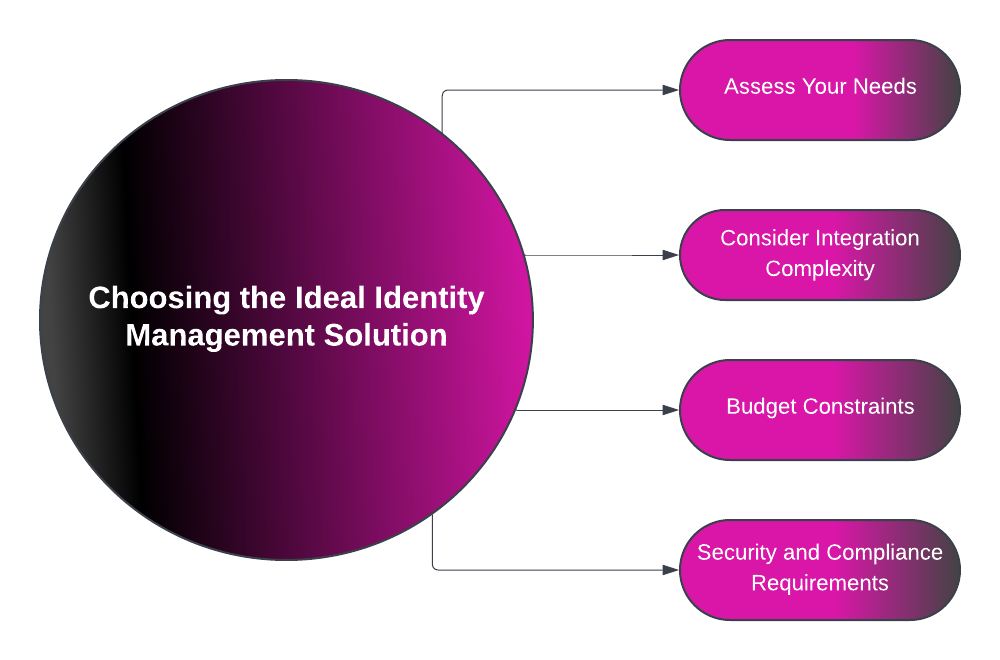 Choosing the Ideal Identity
Management Solution
Assess Your Needs
Consider Integration
Complexity
Budget Constraints
Security and Compliance
Requirements